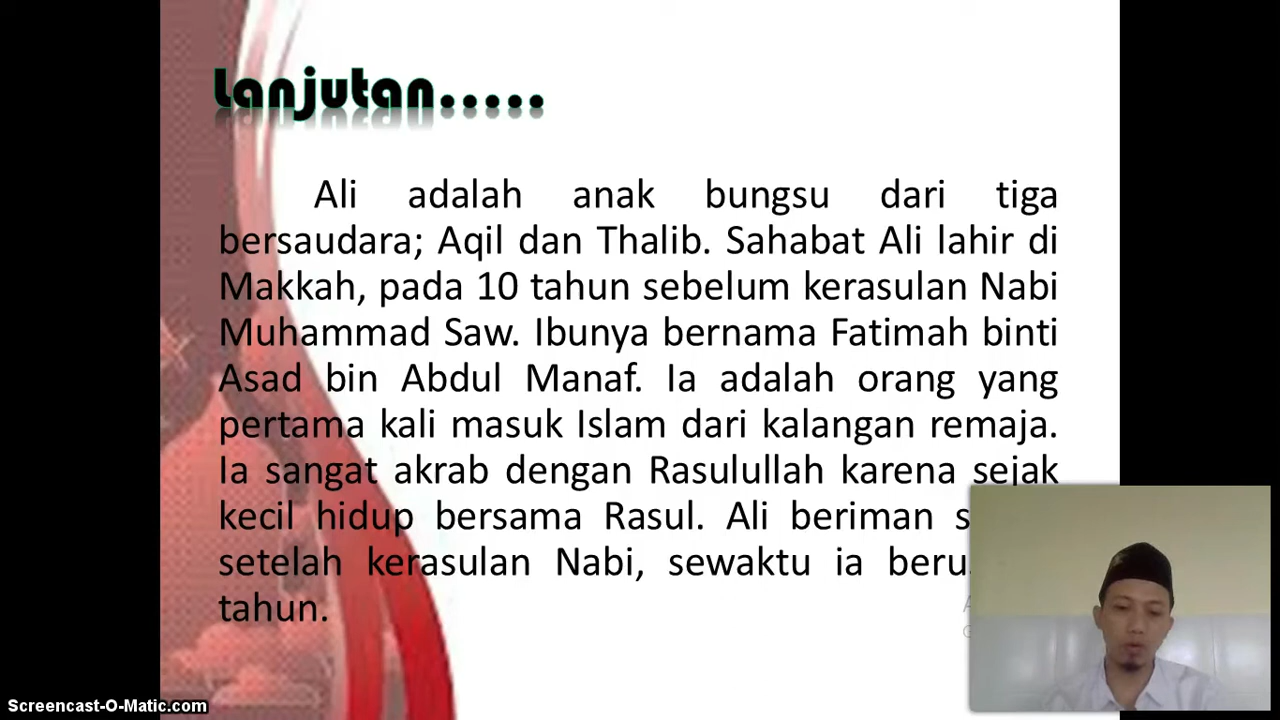 Lanjutan.....
Ali adalah anak bungsu dari tiga
bersaudara; Aqil dan Thalib. Sahabat Ali lahir di
Makkah, pada 10 tahun sebelum kerasulan Nabi
Muhammad Saw. Ibunya bernama Fatimah binti
Asad bin Abdul Manaf. Ia adalah orang yang
pertama kali masuk Islam dari kalangan remaja.
Ia sangat akrab dengan Rasulullah karena sejak
kecil hidup bersama Rasul. Ali beriman
setelah kerasulan Nabi, sewaktu ia
tahun.
Screencast-O-Matic.com